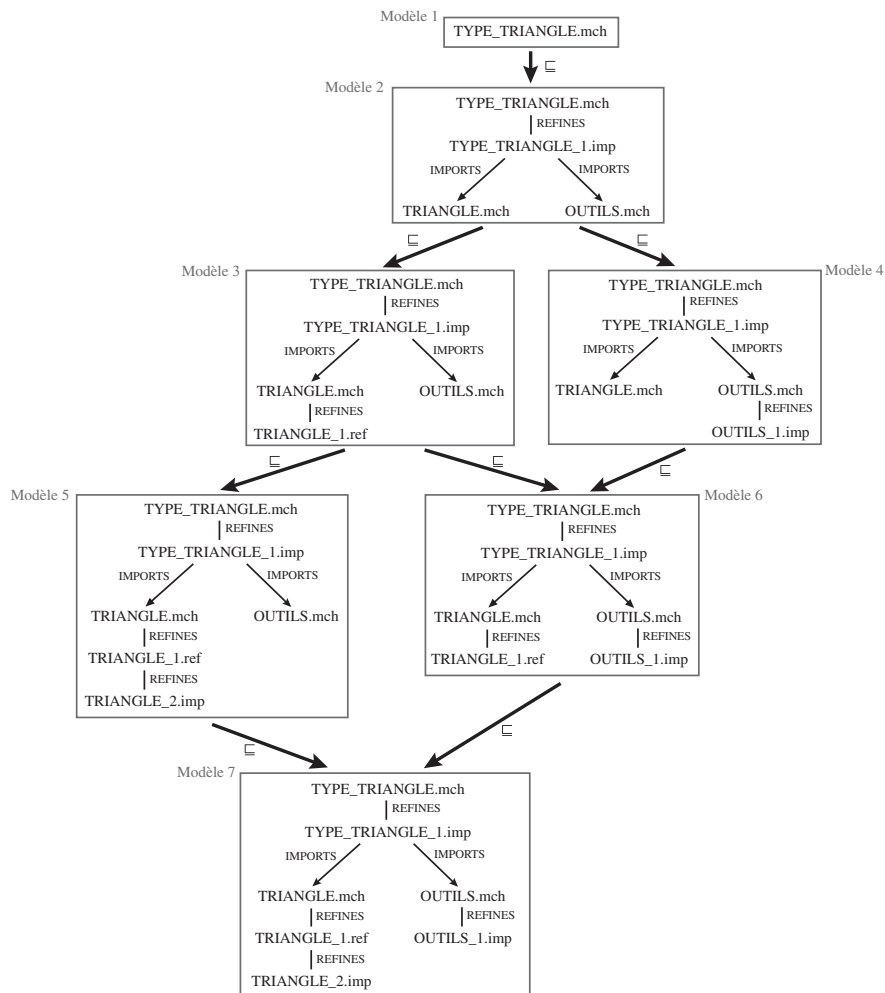 Modèle 1
TYPE_TRIANGLE.mch
⊑
Modèle 2
TYPE_TRIANGLE.mch
REFINES
TYPE_TRIANGLE_1.imp
IMPORTS IMPORTS
TRIANGLE.mch OUTILS.mch
⊑ ⊑
Modèle 3
TYPE_TRIANGLE.mch
REFINES
TYPE_TRIANGLE_1.imp
IMPORTS IMPORTS
TRIANGLE.mch OUTILS.mch
REFINES
TRIANGLE_1.ref
Modèle 4
TYPE_TRIANGLE.mch
REFINES
TYPE_TRIANGLE_1.imp
IMPORTS IMPORTS
TRIANGLE.mch OUTILS.mch
REFINES
OUTILS_1.imp
⊑ ⊑ ⊑
Modèle 5
TYPE_TRIANGLE.mch
REFINES
TYPE_TRIANGLE_1.imp
IMPORTS IMPORTS
TRIANGLE.mch OUTILS.mch
REFINES
TRIANGLE_1.ref
REFINES
TRIANGLE_2.imp
Modèle 6
TYPE_TRIANGLE.mch
REFINES
TYPE_TRIANGLE_1.imp
IMPORTS IMPORTS
TRIANGLE.mch OUTILS.mch
REFINES REFINES
TRIANGLE_1.ref OUTILS_1.imp
⊑ ⊑
Modèle 7
TYPE_TRIANGLE.mch
REFINES
TYPE_TRIANGLE_1.imp
IMPORTS IMPORTS
TRIANGLE.mch OUTILS.mch
REFINES REFINES
TRIANGLE_1.ref OUTILS_1.imp
REFINES
TRIANGLE_2.imp